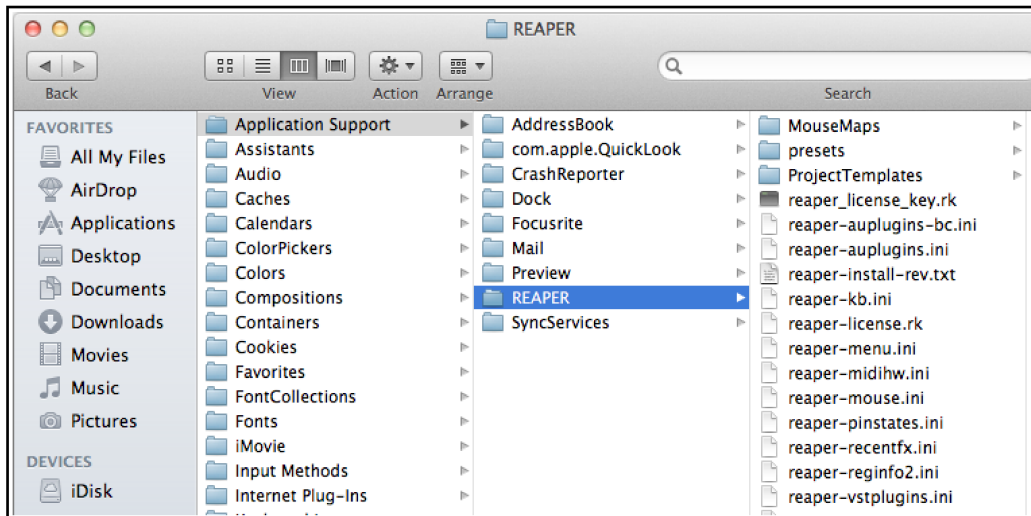 REAPER
Back
View
Action
Arrange
Search
FAVORITES
All My Files
AirDrop
Applications
Desktop
Documents
Downloads
Movies
Music
Pictures
DEVICES
iDisk
Application Support
Assistants
Audio
Caches
Calendars
ColorPickers
Colors
Compositions
Containers
Cookies
Favorites
FontCollections
Fonts
iMovie
Input Methods
Internet Plug-Ins
AddressBook
com.apple.QuickLook
CrashReporter
Dock
Focusrite
Mail
Preview
REAPER
SyncServices
MouseMaps
presets
ProjectTemplates
reaper_license_key.rk
reaper-auplugins-bc.ini
reaper-auplugins.ini
reaper-install-rev.txt
reaper-kb.ini
reaper-license.rk
reaper-menu.ini
reaper-midihw.ini
reaper-mouse.ini
reaper-pinstates.ini
reaper-recentfx.ini
reaper-reginfo2.ini
reaper-vstplugins.ini